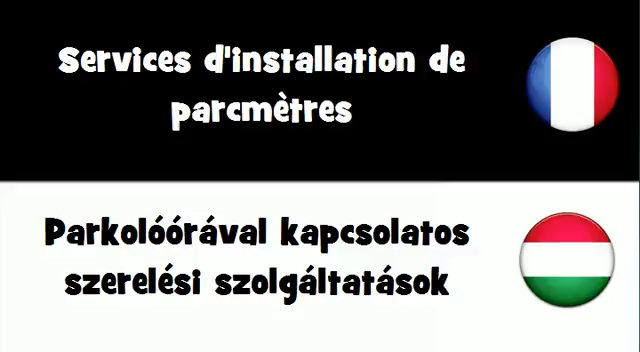 Services d'installation de
parcmètres
Parkolóórával kapcsolatos
szerelési szolgáltatások